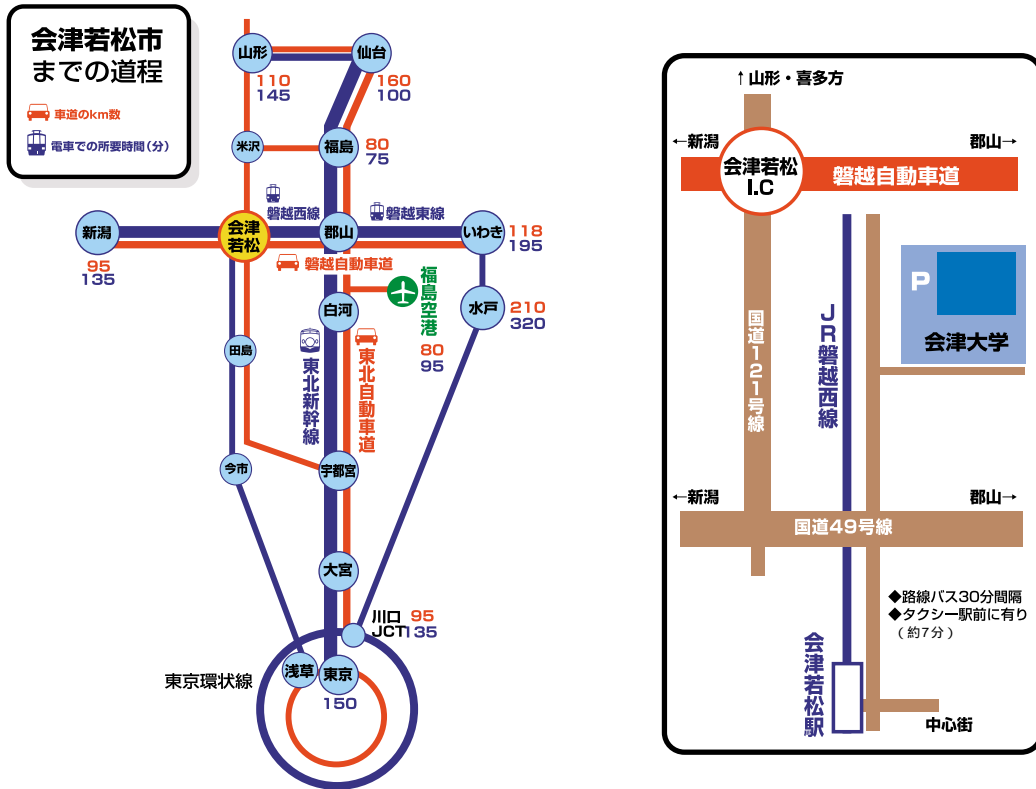 会津若松市
までの道程
車道のkm数
電車での所要時間(分)
山形
110
145
仙台
160
100
米沢
福島
80
75
磐越西線
磐越東線
新潟
95
135
会津
若松
郡山
いわき
118
195
磐越自動車道
福島空港
80
95
白河
水戸
210
320
田島
東北新幹線
東北自動車道
今市
宇都宮
大宮
川口
JCT
95
135
東京環状線
浅草
東京
150
↑山形・喜多方
←新潟
郡山→
会津若松
I.C
磐越自動車道
P
会津大学
国道121号線
JR磐越西線
←新潟
郡山→
国道49号線
◆路線バス30分間隔
◆タクシー駅前に有り
(約7分)
会津若松駅
中心街